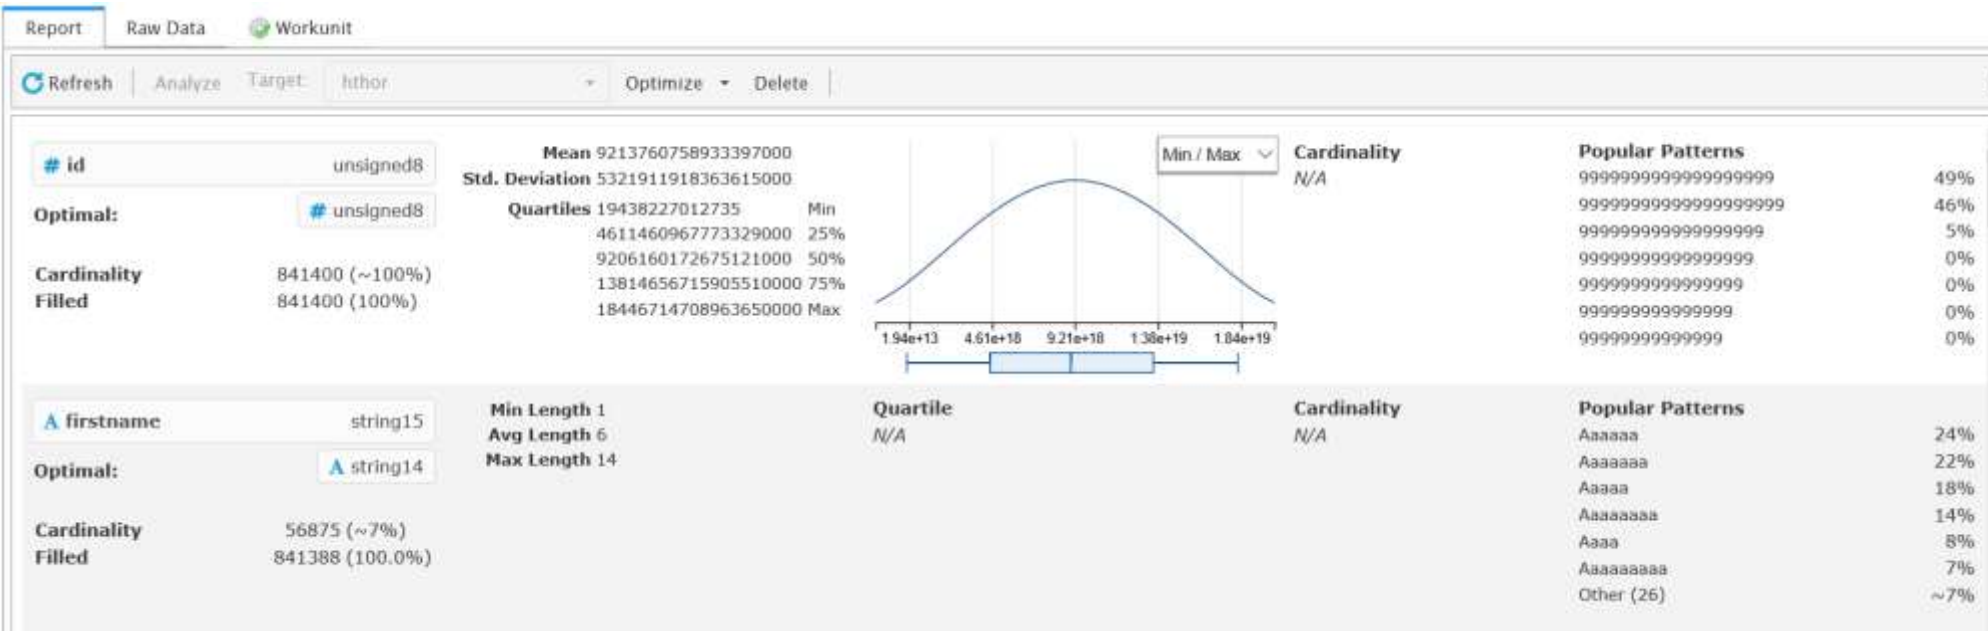 Report Raw Data Workunit
Refresh Analyze Target: hthor Optimize Delete
# id unsigned8
Optimal: # unsigned8
Cardinality 841400 (~100%)
Filled 841400 (100%)
Mean 9213760758933397000
Std. Deviation 5321911918363615000
Quartiles 19438227012735 Min
4611460967773329000 25%
9206160172675121000 50%
13814656715905510000 75%
18446714708963650000 Max
Min / Max
1.94e+13 4.61e+18 9.21e+18 1.38e+19 1.84e+19
Cardinality
N/A
Popular Patterns
9999999999999999999 49%
99999999999999999999 46%
999999999999999999 5%
99999999999999999 0%
9999999999999999 0%
999999999999999 0%
99999999999999 0%
A firstname string15
Optimal: A string14
Cardinality 56875 (~7%)
Filled 841388 (100.0%)
Min Length 1
Avg Length 6
Max Length 14
Quartile
N/A
Cardinality
N/A
Popular Patterns
Aaaaaa 24%
Aaaaaaa 22%
Aaaaa 18%
Aaaaaaaa 14%
Aaaa 8%
Aaaaaaaaa 7%
Other (26) ~7%